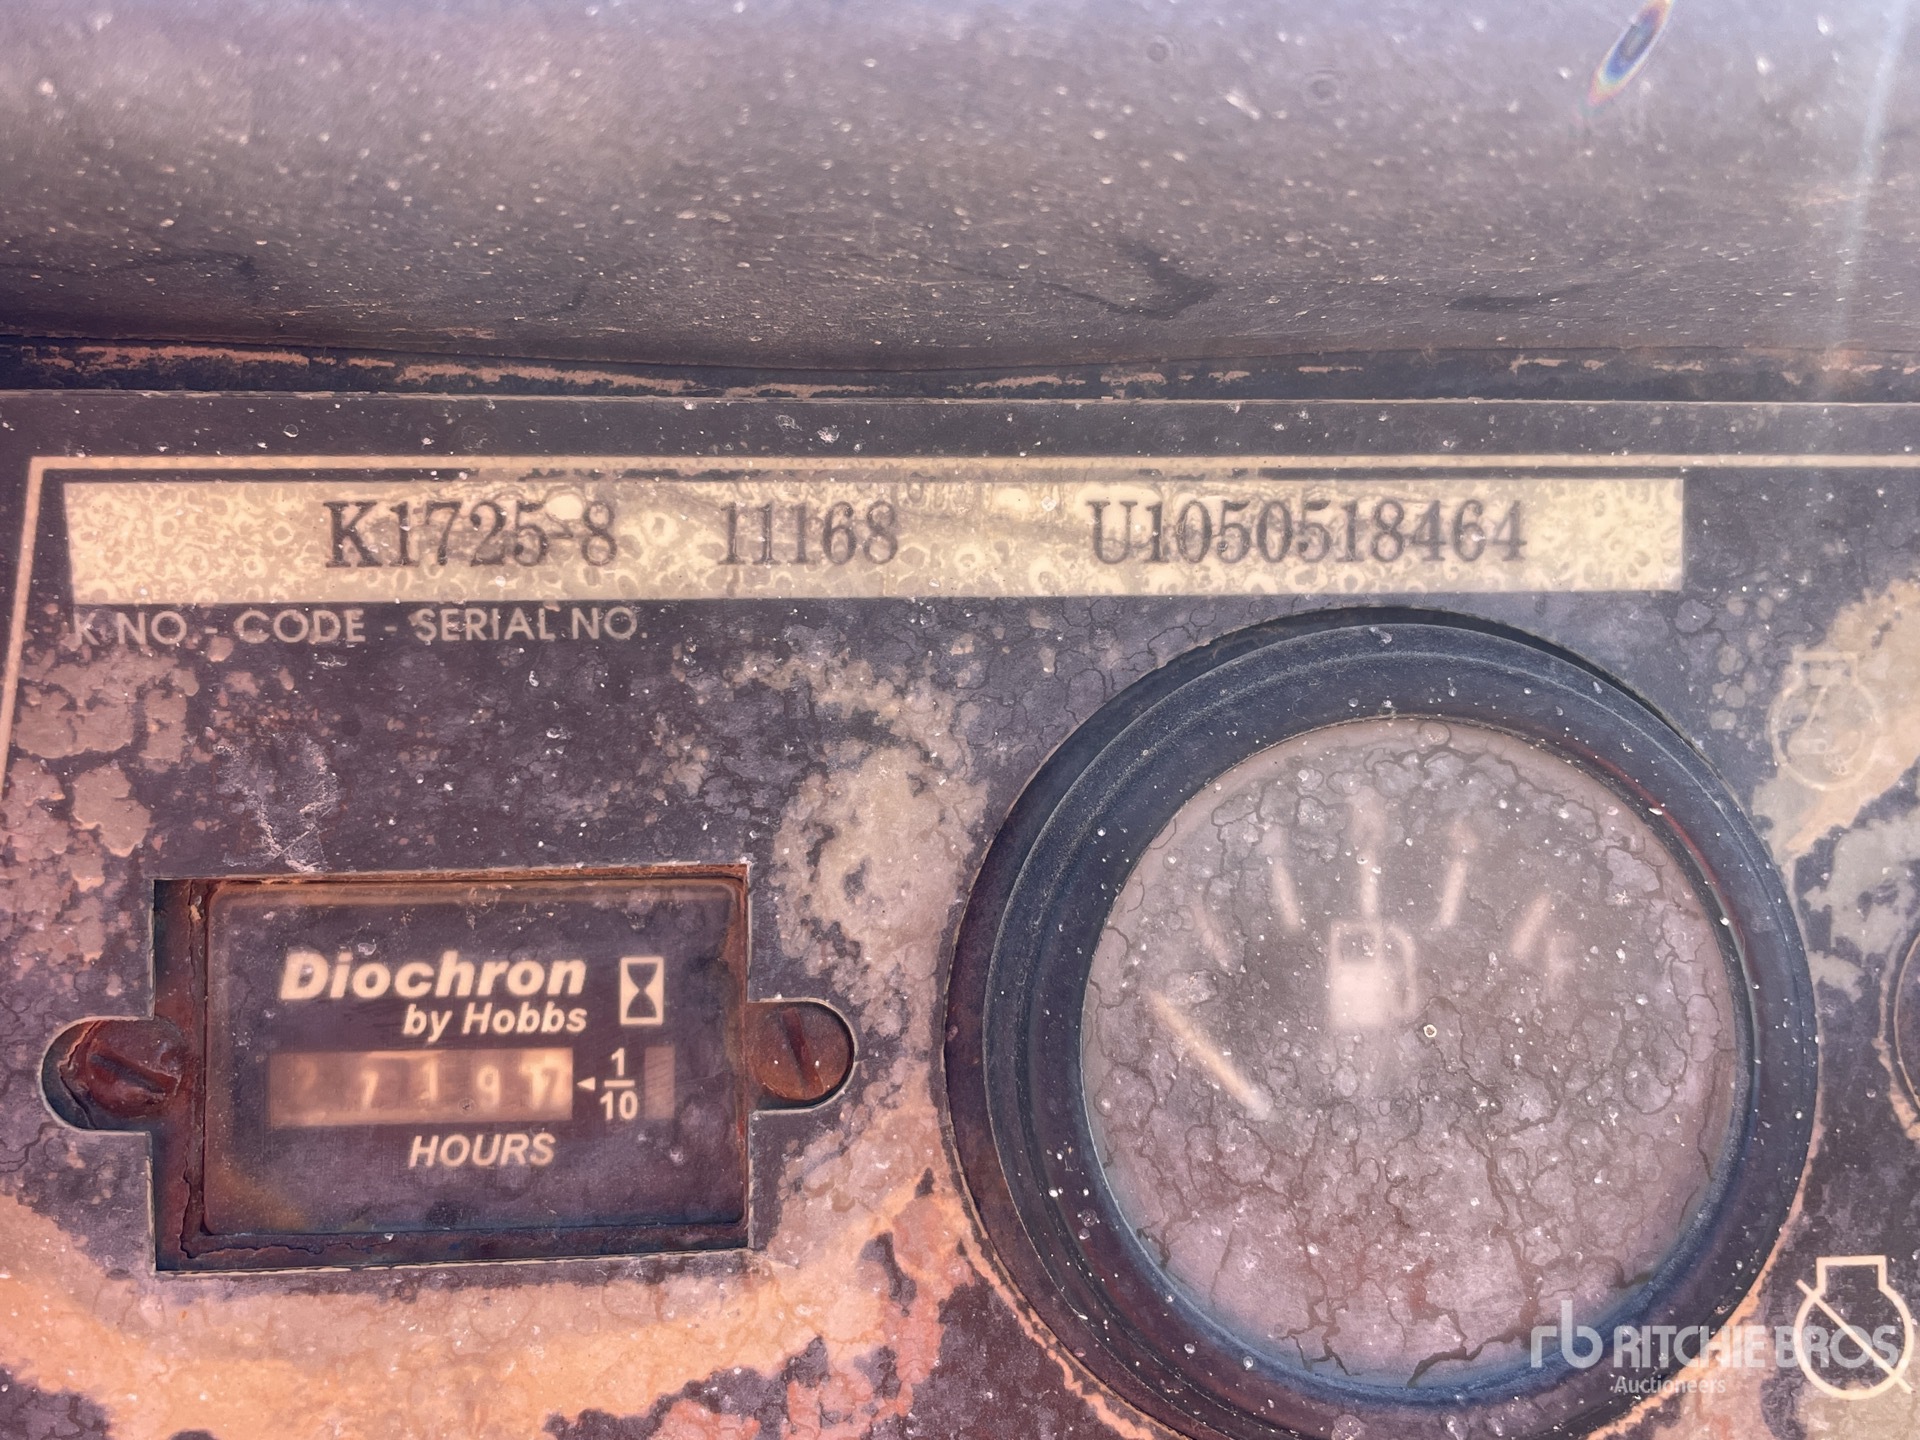 K1725-8 11168 U1050518464
K NO. - CODE - SERIAL NO.
Diochron
by Hobbs
1
10
HOURS
rb RITCHIE BROS
Auctioneers